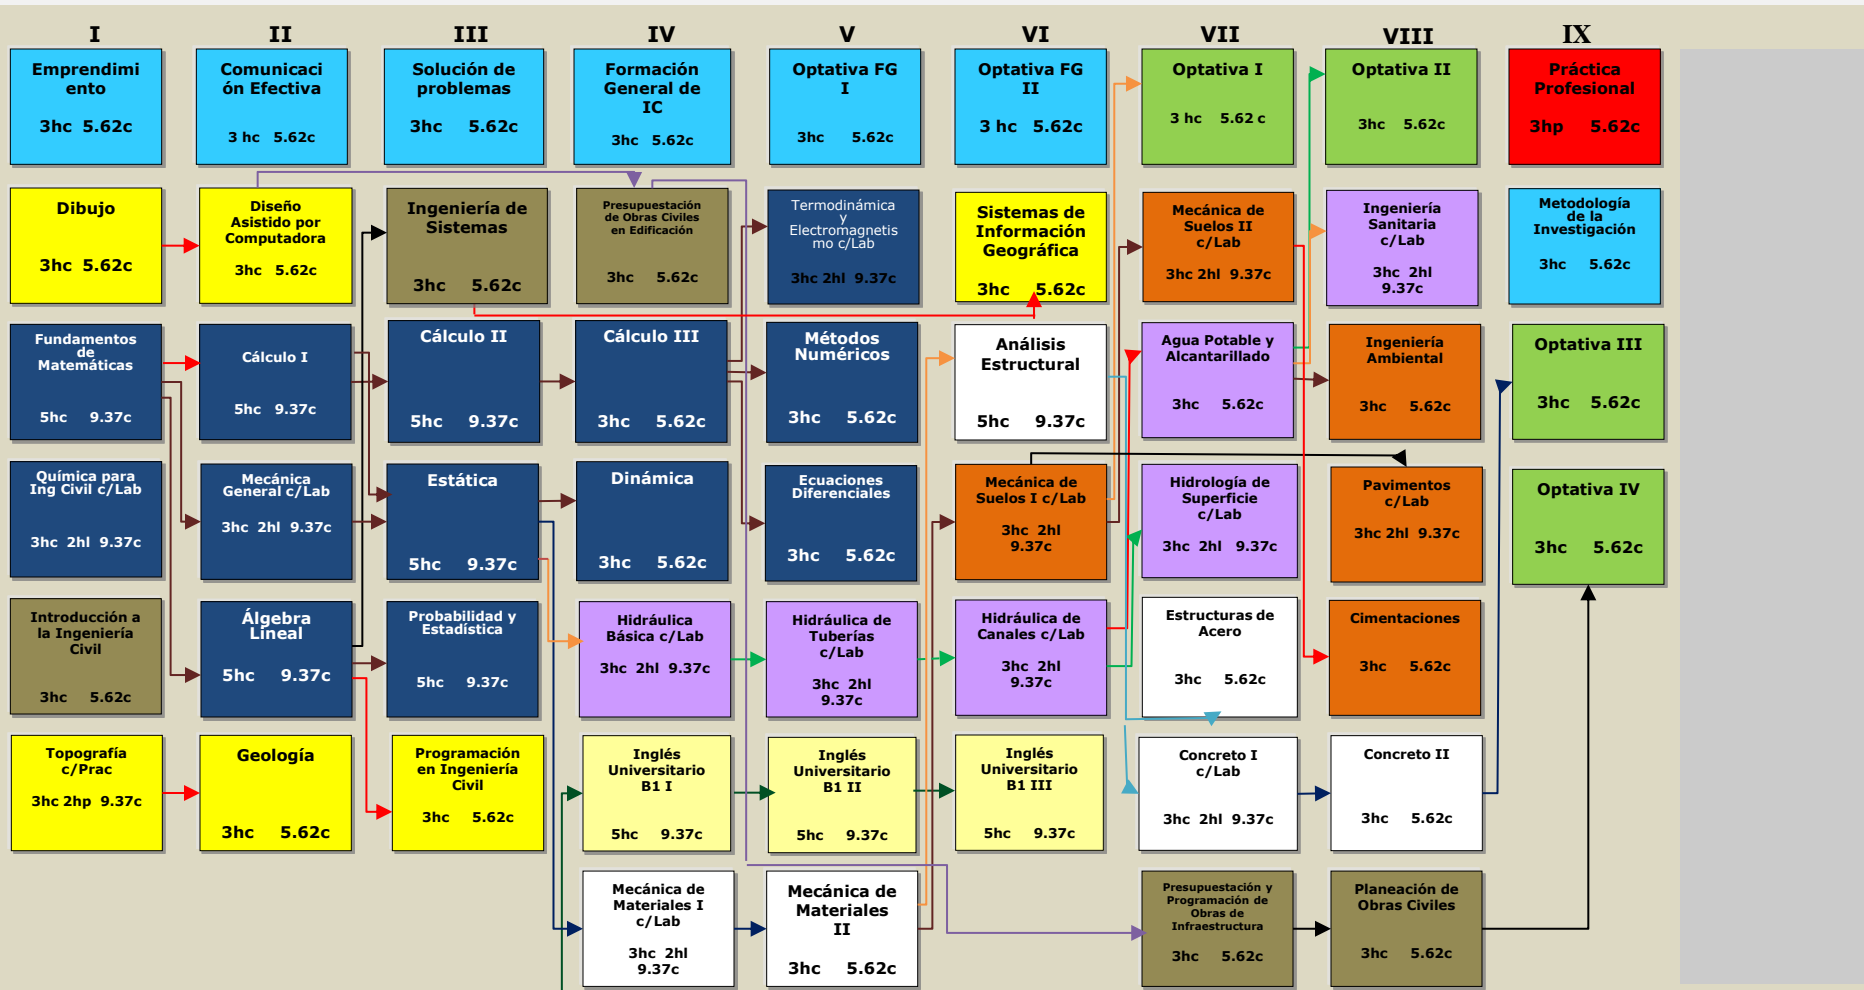 I
II
III
IV
V
VI
VII
VIII
IX
Emprendimi
ento
3hc 5.62c
Comunicaci
ón Efectiva
3 hc 5.62c
Solución de
problemas
3hc 5.62c
Formación
General de
IC
3hc 5.62c
Optativa FG
I
3hc 5.62c
Optativa FG
II
3 hc 5.62c
Optativa I
3 hc 5.62 c
Optativa II
3hc 5.62c
Práctica
Profesional
3hp 5.62c
Dibujo
3hc 5.62c
Diseño
Asistido por
Computadora
3hc 5.62c
Ingeniería de
Sistemas
3hc 5.62c
Presupuestación
de Obras Civiles
en Edificación
3hc 5.62c
Termodinámica
y
Electromagnetis
mo c/Lab
3hc 2hl 9.37c
Sistemas de
Información
Geográfica
3hc 5.62c
Mecánica de
Suelos II
c/Lab
3hc 2hl 9.37c
Ingeniería
Sanitaria
c/Lab
3hc 2hl
9.37c
Metodología
de la
Investigación
3hc 5.62c
Fundamentos
de
Matemáticas
5hc 9.37c
Cálculo I
5hc 9.37c
Cálculo II
5hc 9.37c
Cálculo III
3hc 5.62c
Métodos
Numéricos
3hc 5.62c
Análisis
Estructural
5hc 9.37c
Agua Potable y
Alcantarillado
3hc 5.62c
Ingeniería
Ambiental
3hc 5.62c
Optativa III
3hc 5.62c
Química para
Ing Civil c/Lab
3hc 2hl 9.37c
Mecánica
General c/Lab
3hc 2hl 9.37c
Estática
5hc 9.37c
Dinámica
3hc 5.62c
Ecuaciones
Diferenciales
3hc 5.62c
Mecánica de
Suelos I c/Lab
3hc 2hl
9.37c
Hidrología de
Superficie
c/Lab
3hc 2hl 9.37c
Pavimentos
c/Lab
3hc 2hl 9.37c
Optativa IV
3hc 5.62c
Introducción a
la Ingeniería
Civil
3hc 5.62c
Álgebra
Lineal
5hc 9.37c
Probabilidad y
Estadística
5hc 9.37c
Hidráulica
Básica c/Lab
3hc 2hl 9.37c
Hidráulica de
Tuberías
c/Lab
3hc 2hl
9.37c
Hidráulica de
Canales c/Lab
3hc 2hl
9.37c
Estructuras de
Acero
3hc 5.62c
Cimentaciones
3hc 5.62c
Topografía
c/Prac
3hc 2hp 9.37c
Geología
3hc 5.62c
Programación
en Ingeniería
Civil
3hc 5.62c
Inglés
Universitario
B1 I
5hc 9.37c
Inglés
Universitario
B1 II
5hc 9.37c
Inglés
Universitario
B1 III
5hc 9.37c
Concreto I
c/Lab
3hc 2hl 9.37c
Concreto II
3hc 5.62c
Mecánica de
Materiales I
c/Lab
3hc 2hl
9.37c
Mecánica de
Materiales
II
3hc 5.62c
Presupuestación y
Programación de
Obras de
Infraestructura
3hc 5.62c
Planeación de
Obras Civiles
3hc 5.62c